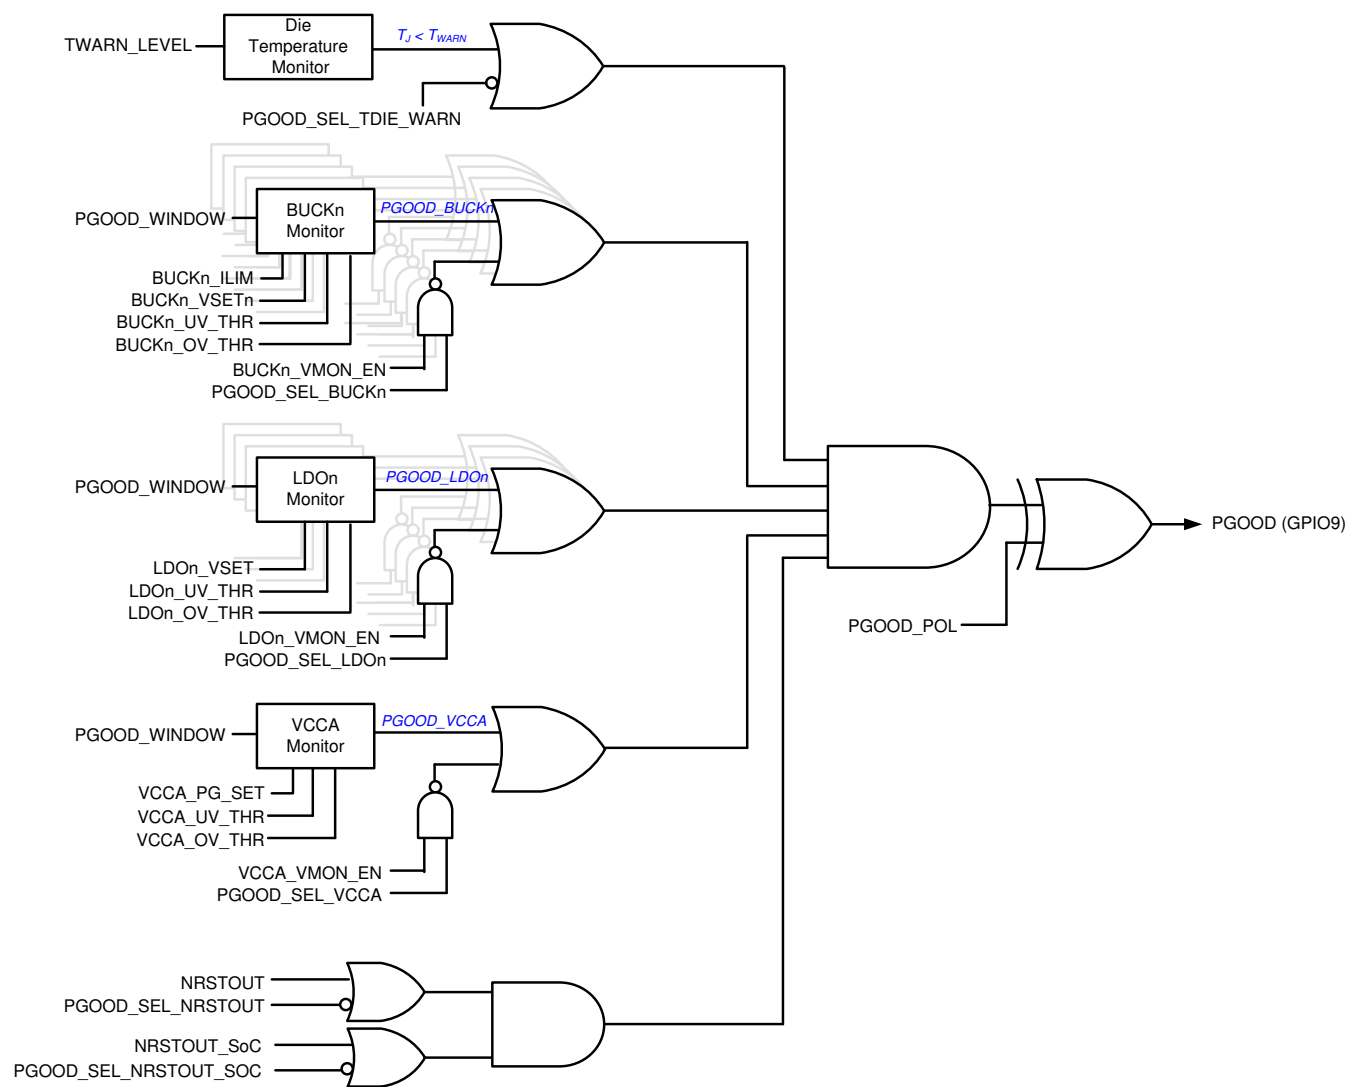 TWARN_LEVEL
Die
Temperature
Monitor
TJ < TWARN
PGOOD_SEL_TDIE_WARN
PGOOD_WINDOW
BUCKn
Monitor
PGOOD_BUCKn
BUCKn_ILIM
BUCKn_VSETn
BUCKn_UV_THR
BUCKn_OV_THR
BUCKn_VMON_EN
PGOOD_SEL_BUCKn
PGOOD_WINDOW
LDOn
Monitor
PGOOD_LDOn
LDOn_VSET
LDOn_UV_THR
LDOn_OV_THR
LDOn_VMON_EN
PGOOD_SEL_LDOn
PGOOD_WINDOW
VCCA
Monitor
PGOOD_VCCA
VCCA_PG_SET
VCCA_UV_THR
VCCA_OV_THR
VCCA_VMON_EN
PGOOD_SEL_VCCA
NRSTOUT
PGOOD_SEL_NRSTOUT
NRSTOUT_SoC
PGOOD_SEL_NRSTOUT_SOC
PGOOD_POL
PGOOD (GPIO9)